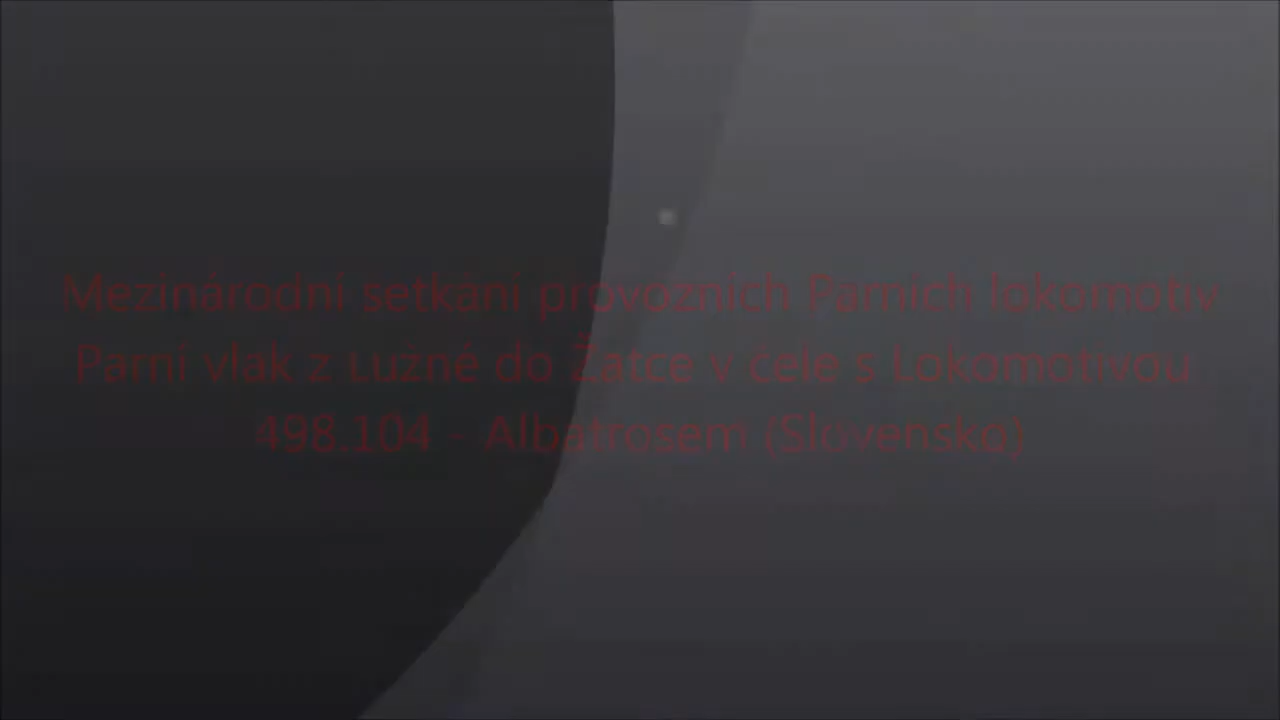 Mezinárodní setkání provozních Parních lokomotiv
Parní vlak z Lužné do Žatce v čele s Lokomotivou
498.104 - Albatrosem (Slovensko)